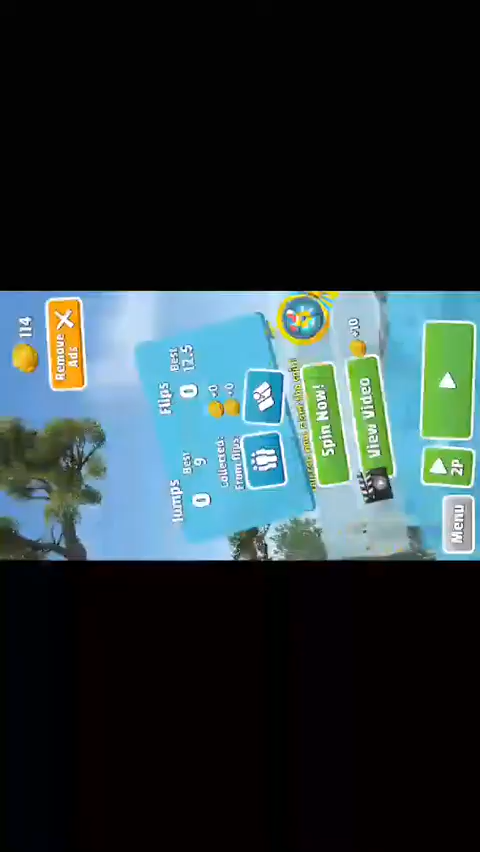 114
Remove
Ads
Jumps
0
Best
9
Flips
0
Best
12.5
Collected:
+0
From flips
+0
Spin Now!
+10
View Video
Menu
2P